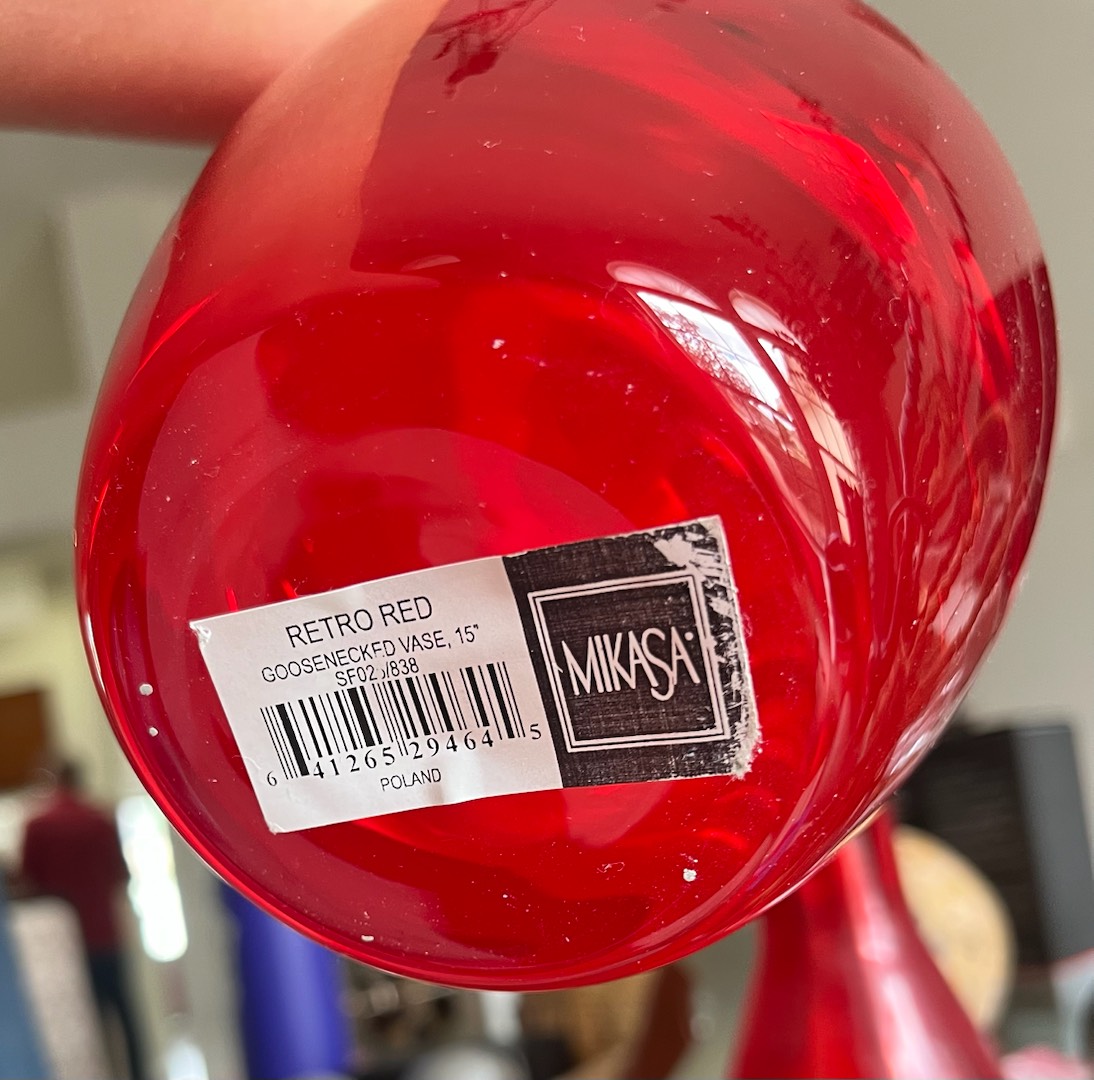 RETRO RED
GOOSENECKED VASE, 15"
6 41265 29464 5
POLAND
MIKASA